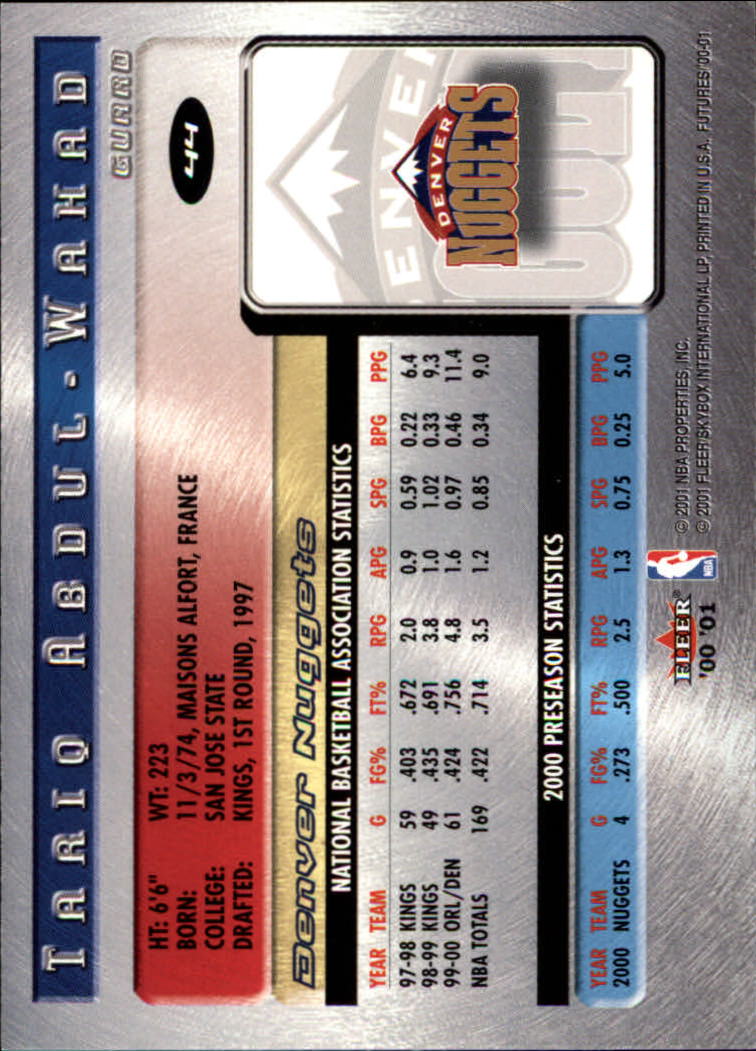 TARIQ ABDUL-WAHAD
GUARD
44
HT: 6'6" WT: 223
BORN: 11/3/74, MAISONS ALFORT, FRANCE
COLLEGE: SAN JOSE STATE
DRAFTED: KINGS, 1ST ROUND, 1997
DENVER
NUGGETS
Denver Nuggets
NATIONAL BASKETBALL ASSOCIATION STATISTICS
YEAR TEAM G FG% FT% RPG APG SPG BPG PPG
97-98 KINGS 59 .403 .672 2.0 0.9 0.59 0.22 6.4
98-99 KINGS 49 .435 .691 3.8 1.0 1.02 0.33 9.3
99-00 ORL/DEN 61 .424 .756 4.8 1.6 0.97 0.46 11.4
NBA TOTALS 169 .422 .714 3.5 1.2 0.85 0.34 9.0
2000 PRESEASON STATISTICS
YEAR TEAM G FG% FT% RPG APG SPG BPG PPG
2000 NUGGETS 4 .273 .500 2.5 1.3 0.75 0.25 5.0
FLEER®
'00 '01
NBA
© 2001 NBA PROPERTIES, INC.
© 2001 FLEER/SKYBOX INTERNATIONAL LP, PRINTED IN U.S.A. FUTURES '00-01